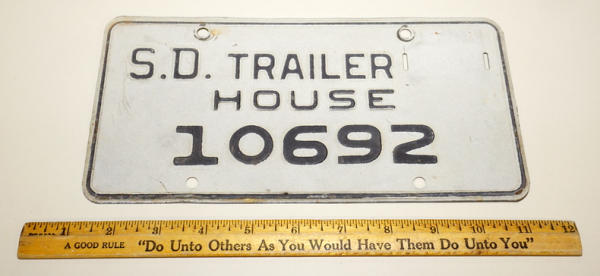 S.D. TRAILER
HOUSE
10692
1 2 3 4 5 6 7 8 9 10 11 12
A GOOD RULE "Do Unto Others As You Would Have Them Do Unto You"